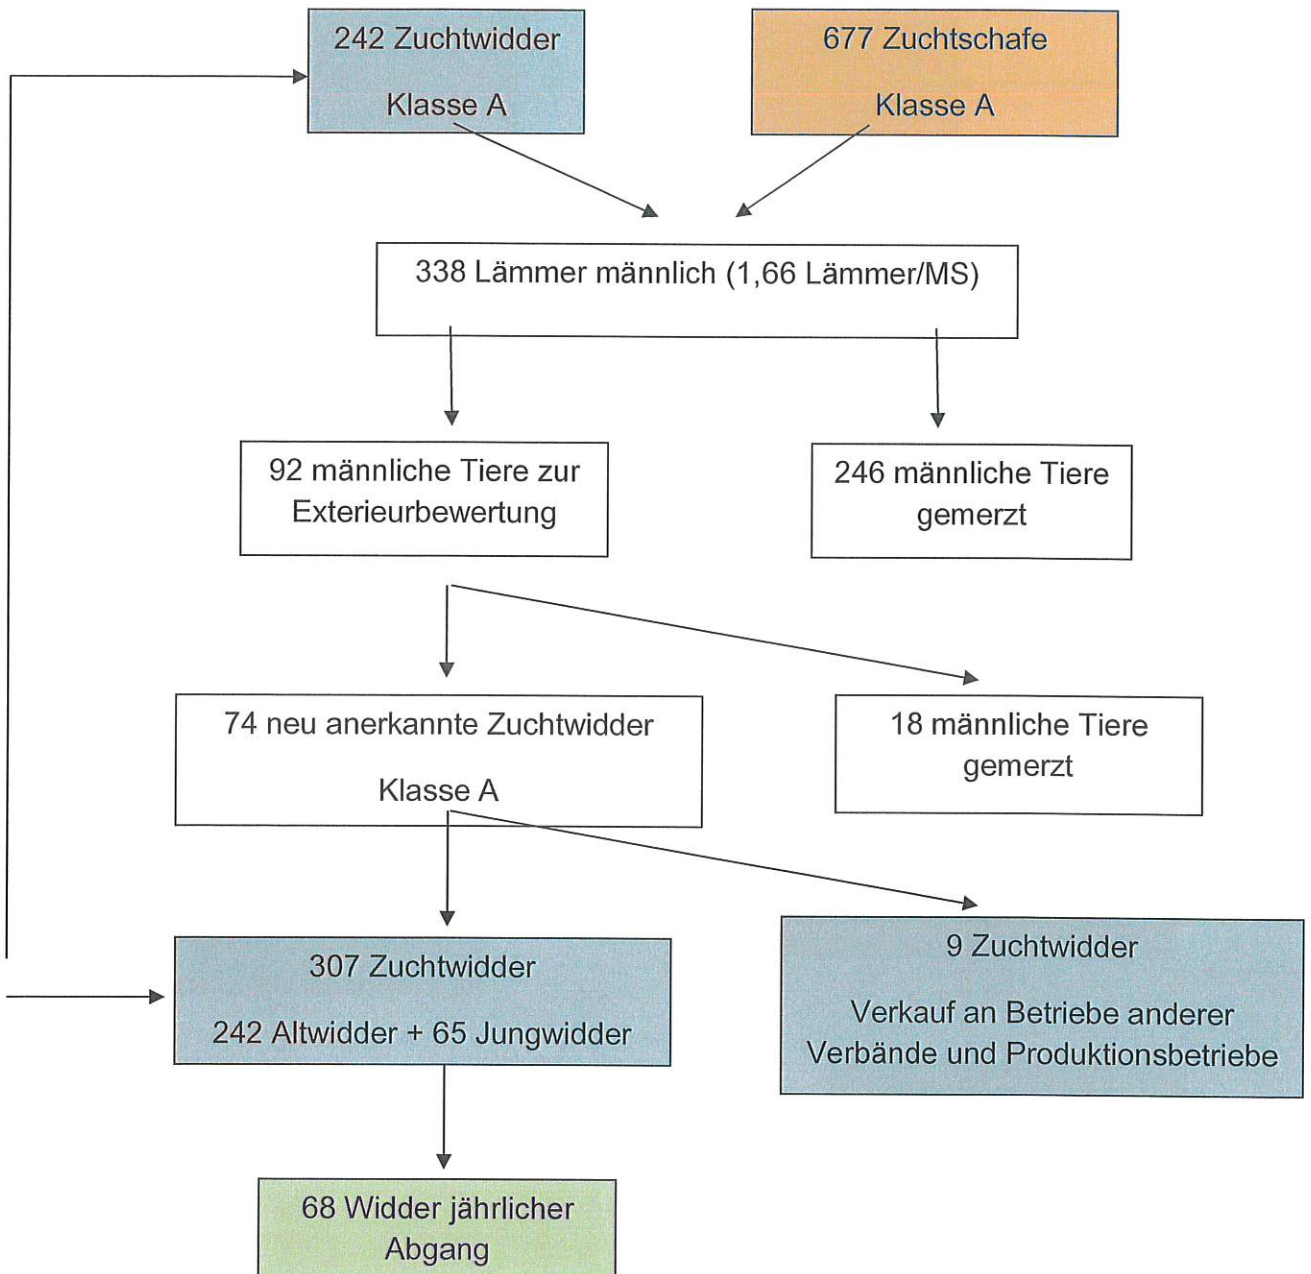 242 Zuchtwidder
Klasse A
677 Zuchtschafe
Klasse A
338 Lämmer männlich (1,66 Lämmer/MS)
92 männliche Tiere zur
Exterieurbewertung
246 männliche Tiere
gemerzt
74 neu anerkannte Zuchtwidder
Klasse A
18 männliche Tiere
gemerzt
307 Zuchtwidder
242 Altwidder + 65 Jungwidder
9 Zuchtwidder
Verkauf an Betriebe anderer
Verbände und Produktionsbetriebe
68 Widder jährlicher
Abgang